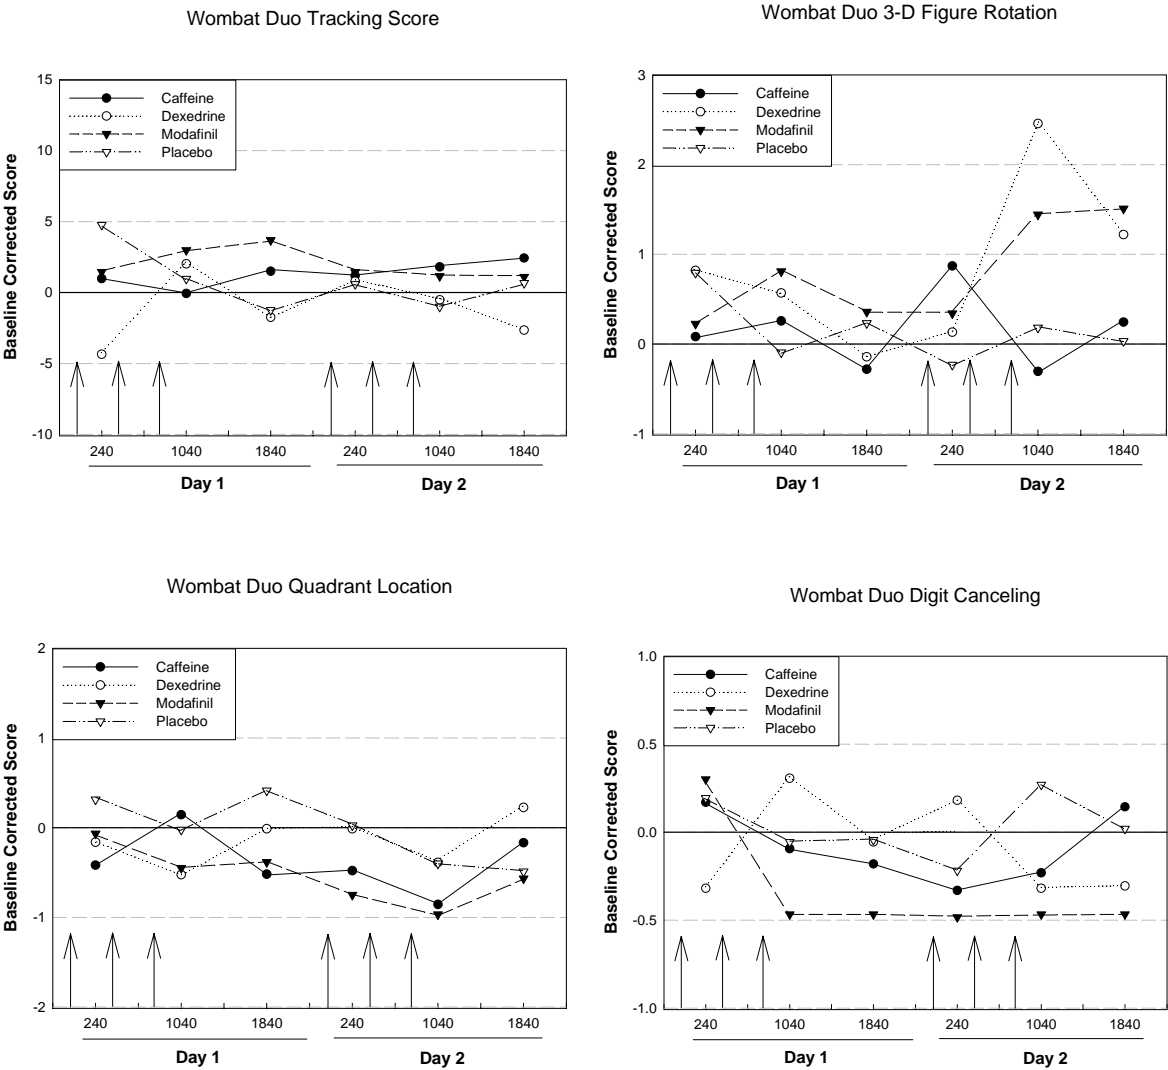 Wombat Duo Tracking Score
15
10
5
0
-5
-10
Baseline Corrected Score
Caffeine
Dexedrine
Modafinil
Placebo
240 1040 1840 240 1040 1840
Day 1 Day 2
Wombat Duo 3-D Figure Rotation
3
2
1
0
-1
Baseline Corrected Score
Caffeine
Dexedrine
Modafinil
Placebo
240 1040 1840 240 1040 1840
Day 1 Day 2
Wombat Duo Quadrant Location
2
1
0
-1
-2
Baseline Corrected Score
Caffeine
Dexedrine
Modafinil
Placebo
240 1040 1840 240 1040 1840
Day 1 Day 2
Wombat Duo Digit Canceling
1.0
0.5
0.0
-0.5
-1.0
Baseline Corrected Score
Caffeine
Dexedrine
Modafinil
Placebo
240 1040 1840 240 1040 1840
Day 1 Day 2